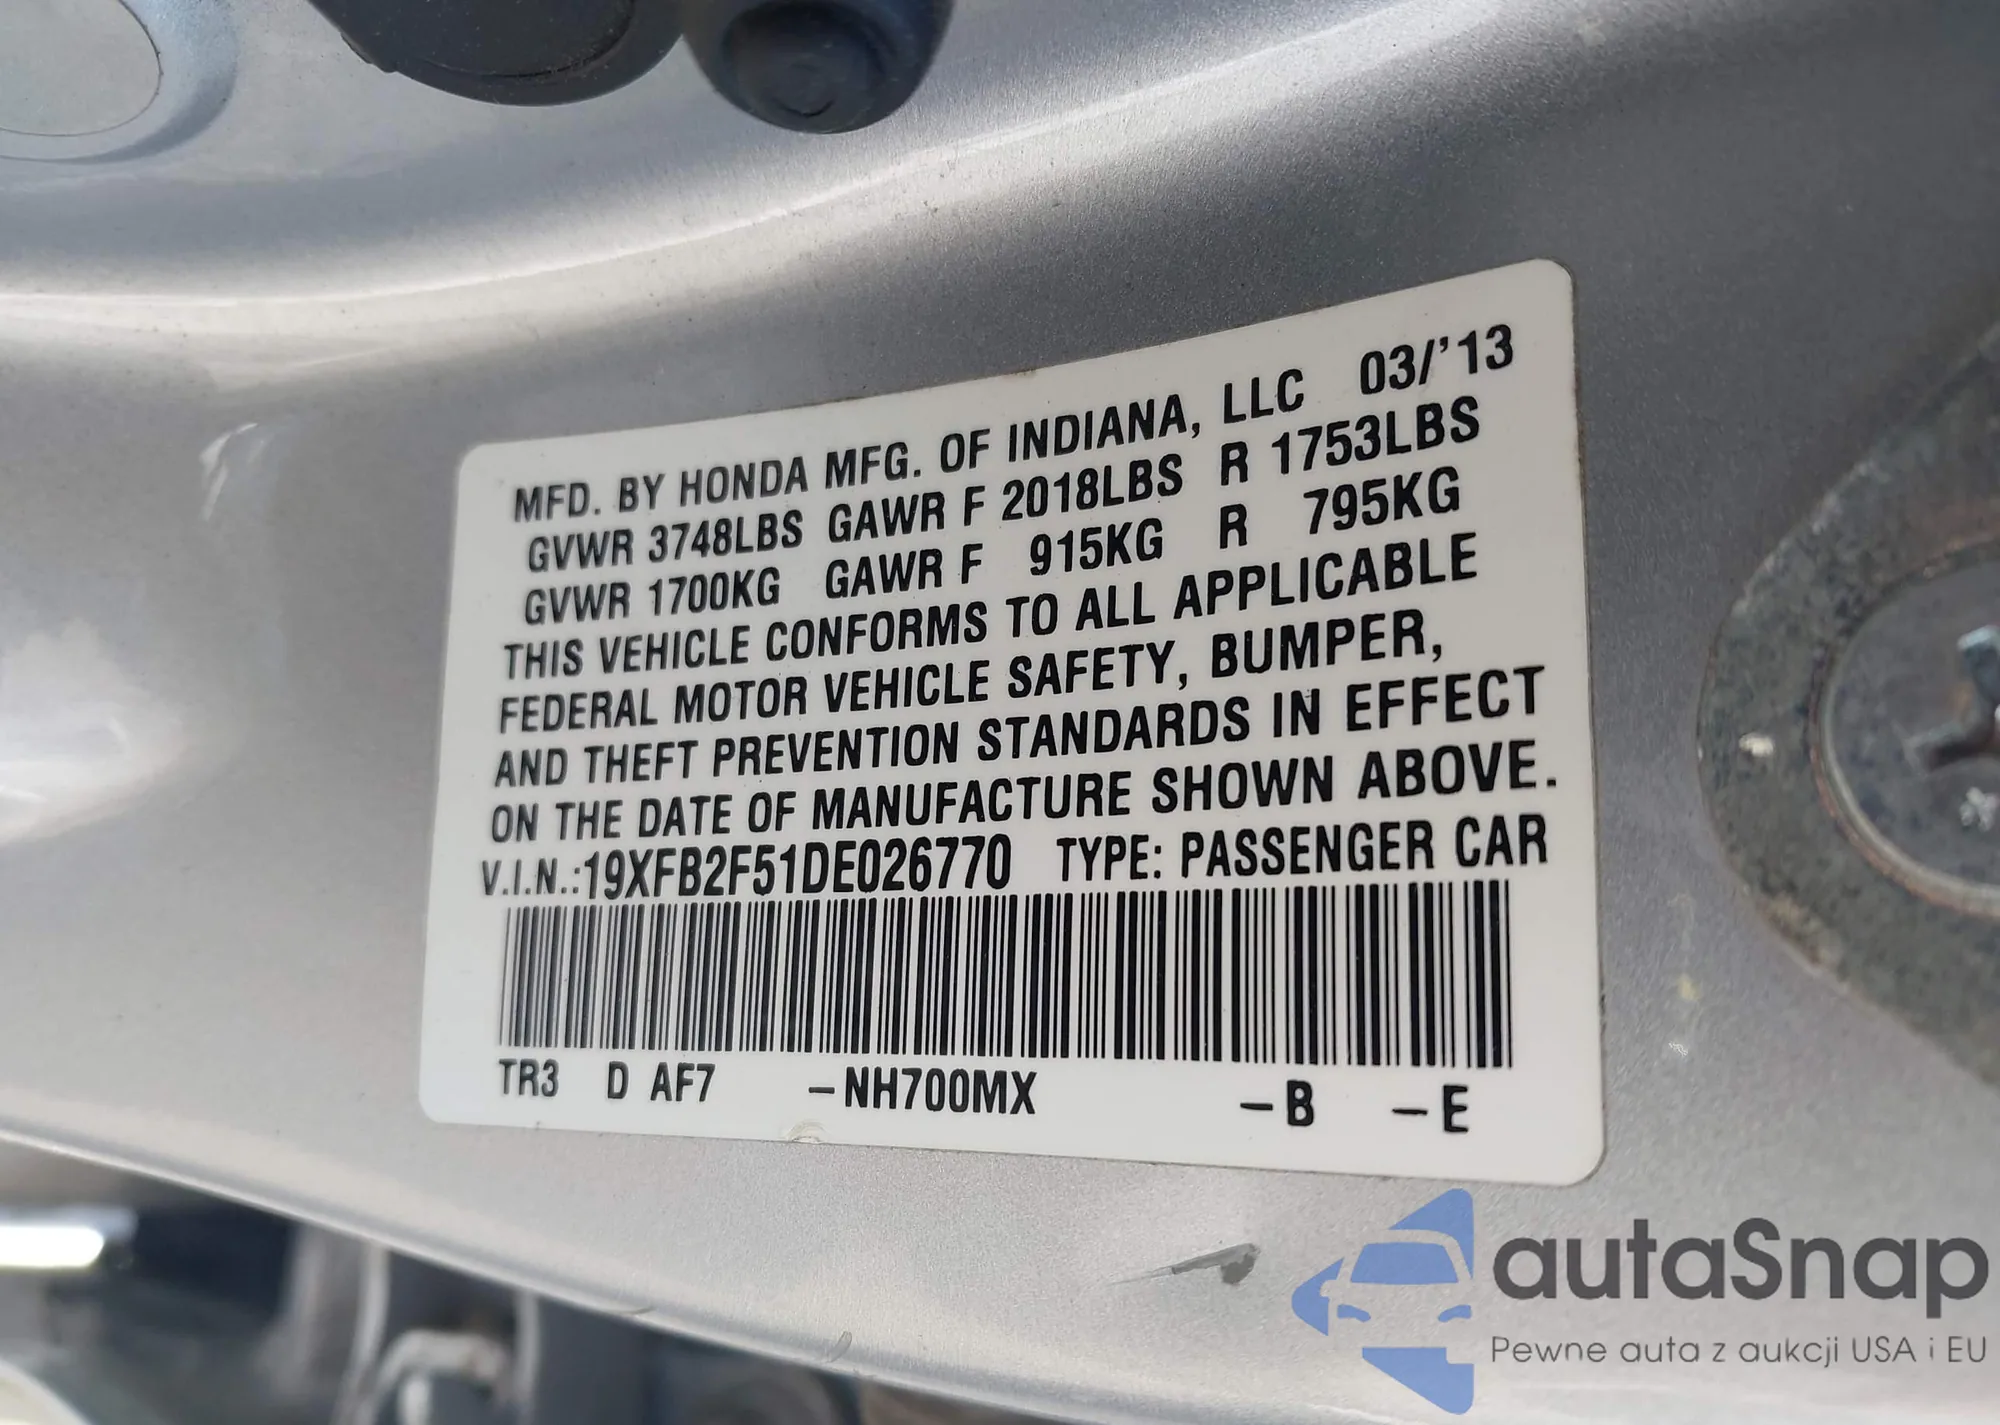 MFD. BY HONDA MFG. OF INDIANA, LLC 03/'13
GVWR 3748LBS GAWR F 2018LBS R 1753LBS
GVWR 1700KG GAWR F 915KG R 795KG
THIS VEHICLE CONFORMS TO ALL APPLICABLE
FEDERAL MOTOR VEHICLE SAFETY, BUMPER,
AND THEFT PREVENTION STANDARDS IN EFFECT
ON THE DATE OF MANUFACTURE SHOWN ABOVE.
V.I.N.:19XFB2F51DE026770 TYPE: PASSENGER CAR
TR3 D AF7 –NH700MX –B –E
autaSnap
Pewne auta z aukcji USA i EU